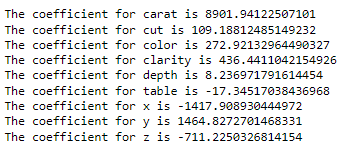 The coefficient for carat is 8901.94122507101
The coefficient for cut is 109.18812485149232
The coefficient for color is 272.92132964490327
The coefficient for clarity is 436.4411042154926
The coefficient for depth is 8.236971791614454
The coefficient for table is -17.34517038436968
The coefficient for x is -1417.908930444972
The coefficient for y is 1464.8272701468331
The coefficient for z is -711.2250326814154